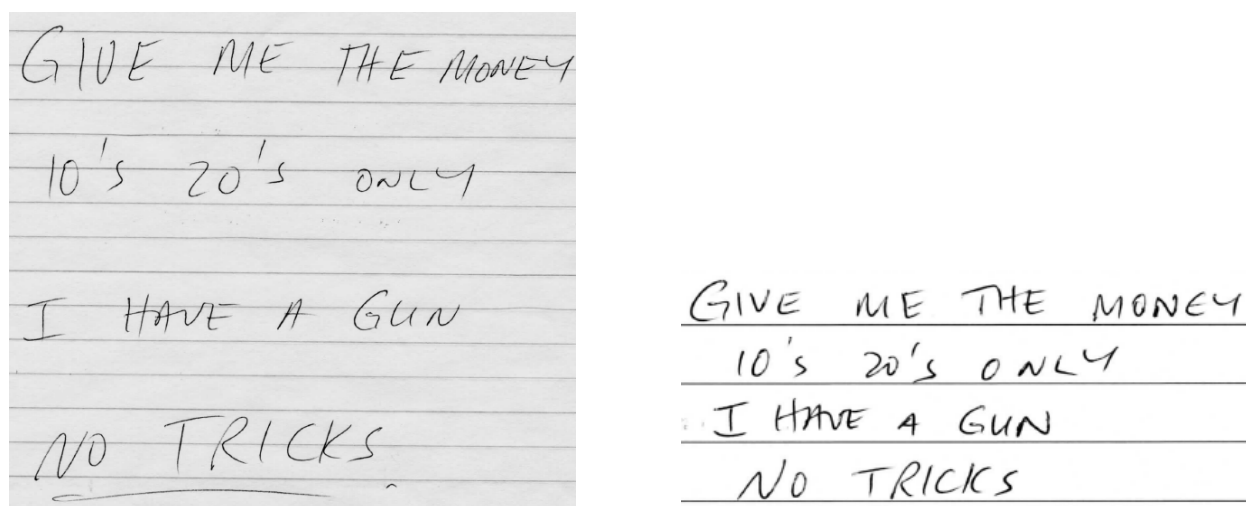 GIVE ME THE MONEY
10's 20's ONLY
I HAVE A GUN
NO TRICKS.
GIVE ME THE MONEY
10's 20's ONLY
I HAVE A GUN
NO TRICKS